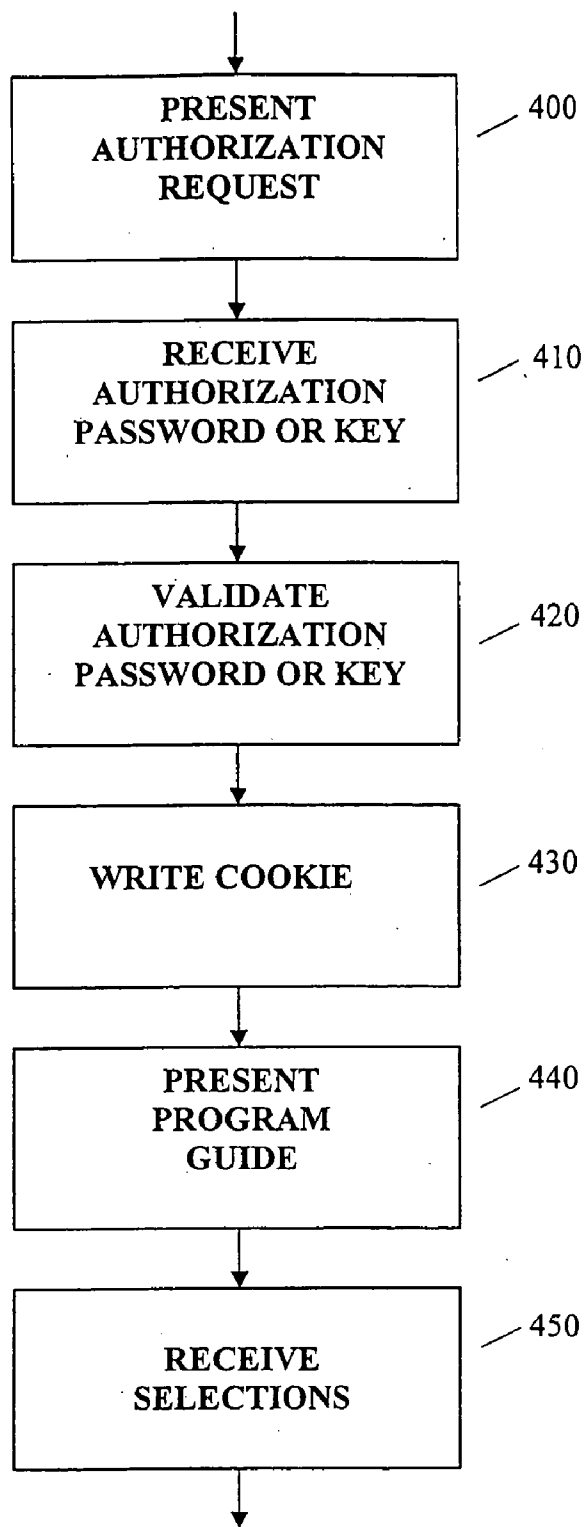 PRESENT
AUTHORIZATION
REQUEST
400
RECEIVE
AUTHORIZATION
PASSWORD OR KEY
410
VALIDATE
AUTHORIZATION
PASSWORD OR KEY
420
WRITE COOKIE
430
PRESENT
PROGRAM
GUIDE
440
RECEIVE
SELECTIONS
450